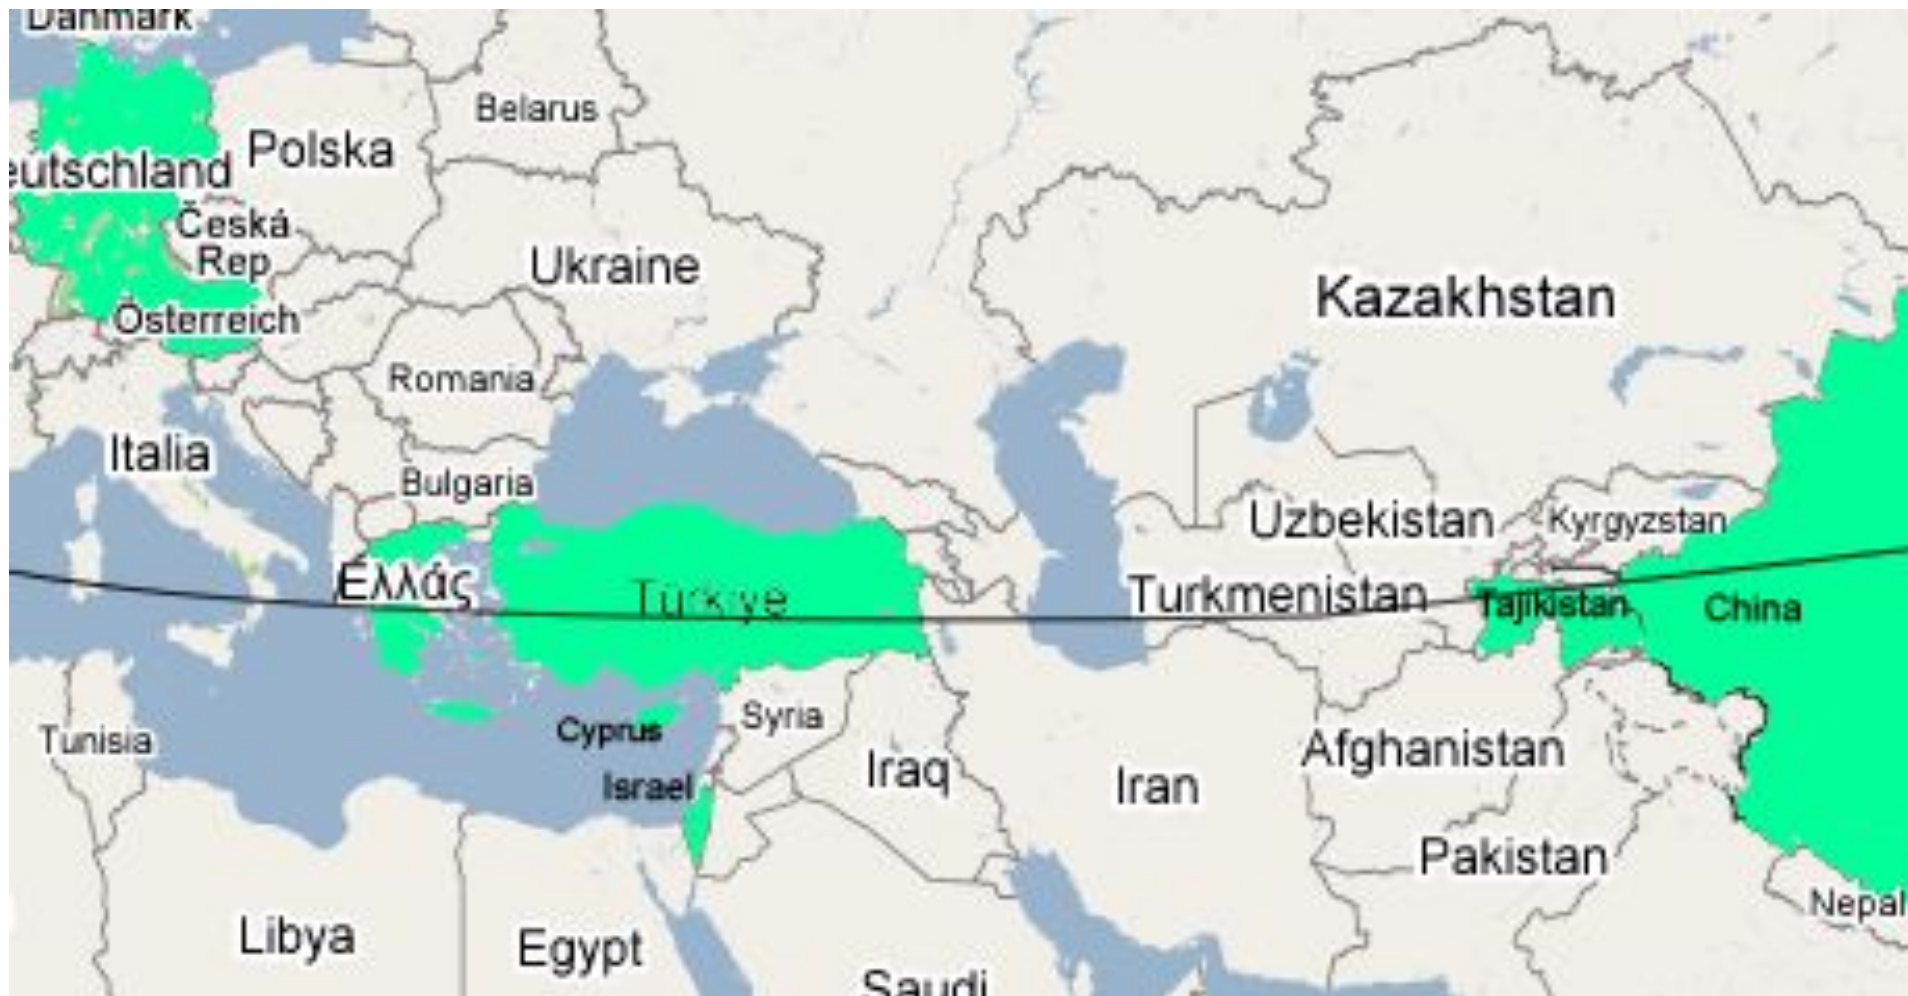 Danmark
Belarus
Polska
eutschland
Česká
Rep
Ukraine
Kazakhstan
Österreich
Romania
Italia
Bulgaria
Uzbekistan
Kyrgyzstan
Ελλάς
Türkiye
Turkmenistan
Tajikistan
China
Tunisia
Cyprus
Syria
Afghanistan
Israel
Iraq
Iran
Pakistan
Nepal
Libya
Egypt
Saudi